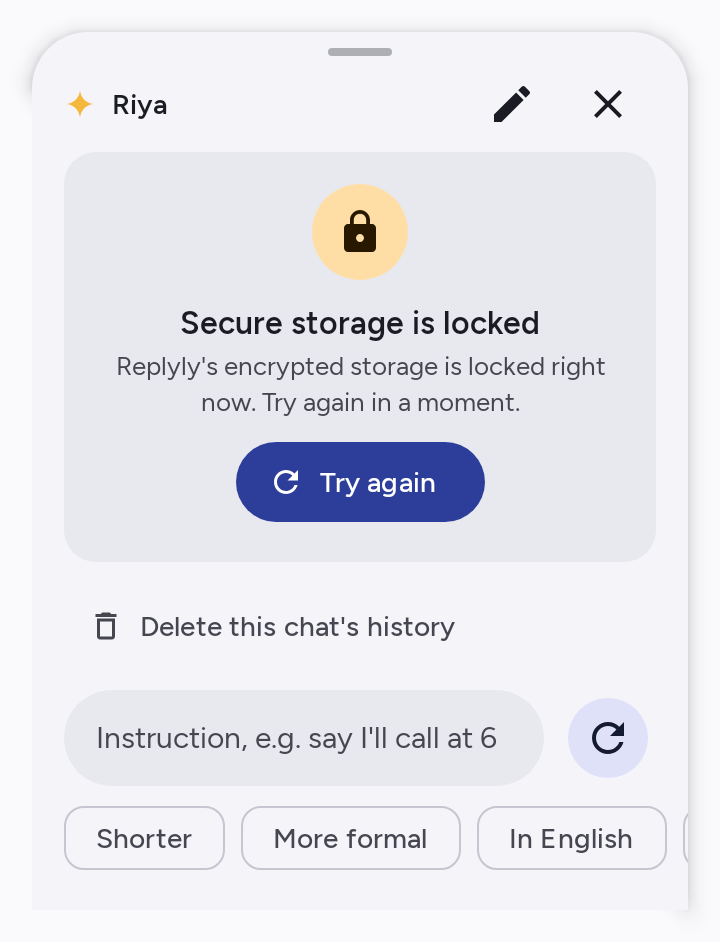 Riya
Secure storage is locked
Replyly's encrypted storage is locked right
now. Try again in a moment.
Try again
Delete this chat's history
Instruction, e.g. say I'll call at 6
Shorter
More formal
In English